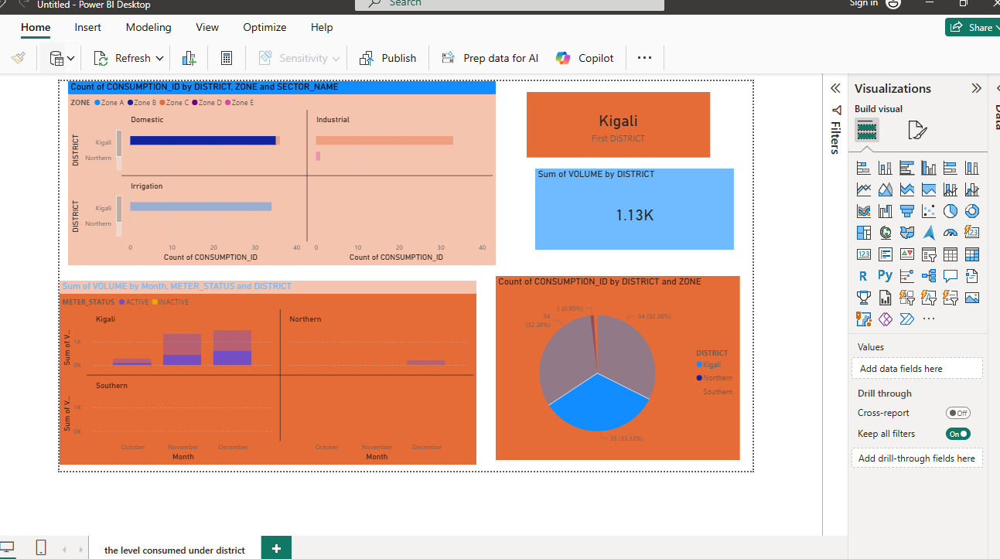 Untitled - Power BI Desktop
Search
Sign in
Home Insert Modeling View Optimize Help
Share
Refresh
Sensitivity
Publish
Prep data for AI
Copilot
Count of CONSUMPTION_ID by DISTRICT, ZONE and SECTOR_NAME
ZONE Zone A Zone B Zone C Zone D Zone E
Domestic
Industrial
DISTRICT
Kigali
Northern
Irrigation
DISTRICT
Kigali
Northern
0 10 20 30 40 0 10 20 30 40
Count of CONSUMPTION_ID Count of CONSUMPTION_ID
Kigali
First DISTRICT
Sum of VOLUME by DISTRICT
1.13K
Sum of VOLUME by Month, METER_STATUS and DISTRICT
METER_STATUS ACTIVE INACTIVE
Kigali
Northern
Sum of V...
1K
0K
Southern
Sum of V...
1K
0K
October November December October November December
Month Month
Count of CONSUMPTION_ID by DISTRICT and ZONE
1 (0.95%)
34
(32.38%)
34 (32.38%)
35 (33.33%)
DISTRICT
Kigali
Northern
Southern
Filters
Visualizations
Build visual
Data
123
123
R
Py
Values
Add data fields here
Drill through
Cross-report
Off
Keep all filters
On
Add drill-through fields here
the level consumed under district